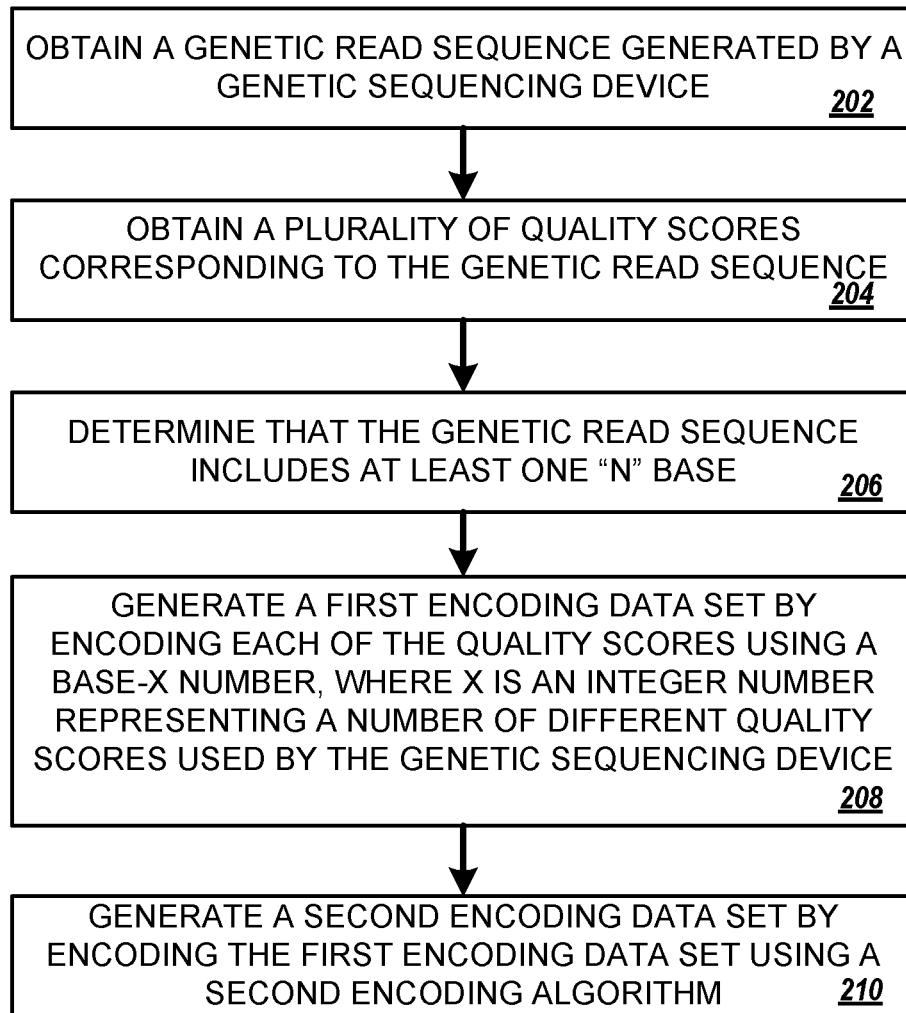 OBTAIN A GENETIC READ SEQUENCE GENERATED BY A
GENETIC SEQUENCING DEVICE
202
OBTAIN A PLURALITY OF QUALITY SCORES
CORRESPONDING TO THE GENETIC READ SEQUENCE
204
DETERMINE THAT THE GENETIC READ SEQUENCE
INCLUDES AT LEAST ONE “N” BASE
206
GENERATE A FIRST ENCODING DATA SET BY
ENCODING EACH OF THE QUALITY SCORES USING A
BASE-X NUMBER, WHERE X IS AN INTEGER NUMBER
REPRESENTING A NUMBER OF DIFFERENT QUALITY
SCORES USED BY THE GENETIC SEQUENCING DEVICE
208
GENERATE A SECOND ENCODING DATA SET BY
ENCODING THE FIRST ENCODING DATA SET USING A
SECOND ENCODING ALGORITHM 210